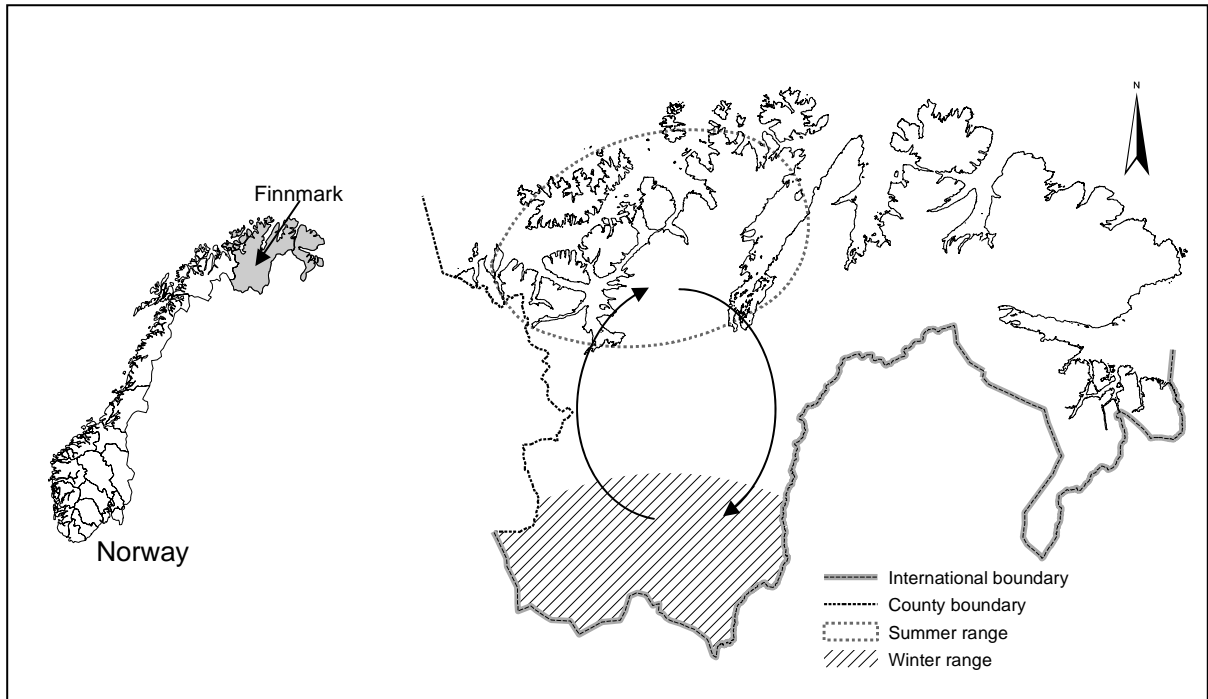 N
Finnmark
Norway
International boundary
County boundary
Summer range
Winter range